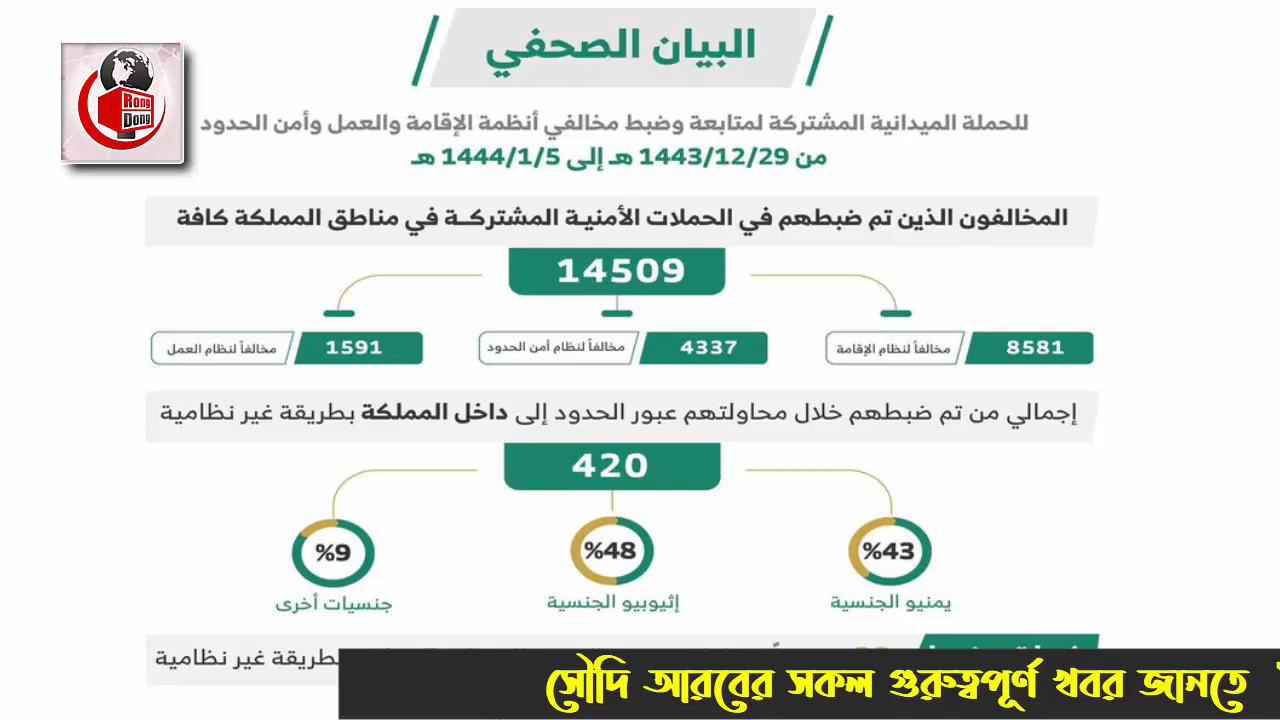 البيان الصحفي
Rong
Dong
للحملة الميدانية المشتركة لمتابعة وضبط مخالفي أنظمة الإقامة والعمل وأمن الحدود
من 1443/12/29 هـ إلى 1444/1/5 هـ
المخالفون الذين تم ضبطهم في الحملات الأمنية المشتركة في مناطق المملكة كافة
14509
8581 مخالفاً لنظام الإقامة
4337 مخالفاً لنظام أمن الحدود
1591 مخالفاً لنظام العمل
إجمالي من تم ضبطهم خلال محاولتهم عبور الحدود إلى داخل المملكة بطريقة غير نظامية
420
%43 %48 %9
يمنيو الجنسية إثيوبيو الجنسية جنسيات أخرى
بطريقة غير نظامية
সৌদি আরবের সকল গুরুত্বপূর্ণ খবর জানতে